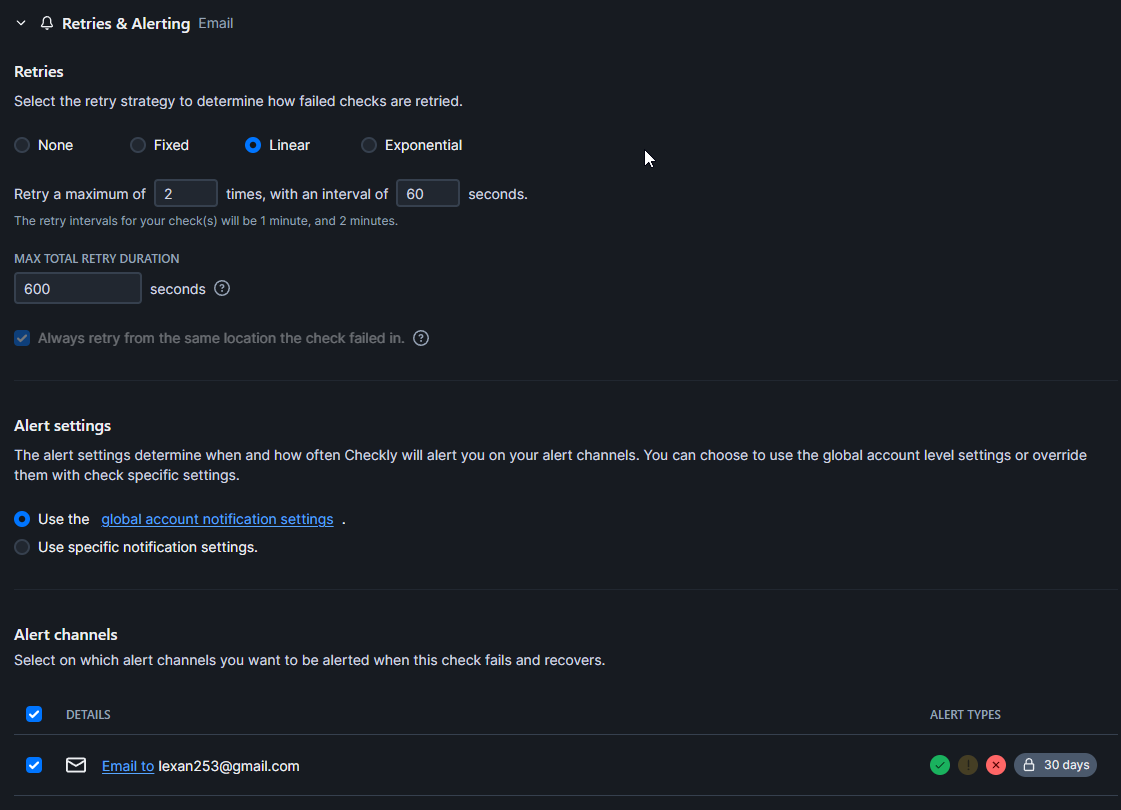 Retries & Alerting Email
Retries
Select the retry strategy to determine how failed checks are retried.
None Fixed Linear Exponential
Retry a maximum of 2 times, with an interval of 60 seconds.
The retry intervals for your check(s) will be 1 minute, and 2 minutes.
MAX TOTAL RETRY DURATION
600 seconds ?
Always retry from the same location the check failed in. ?
Alert settings
The alert settings determine when and how often Checkly will alert you on your alert channels. You can choose to use the global account level settings or override
them with check specific settings.
Use the global account notification settings .
Use specific notification settings.
Alert channels
Select on which alert channels you want to be alerted when this check fails and recovers.
DETAILS ALERT TYPES
Email to lexan253@gmail.com 30 days